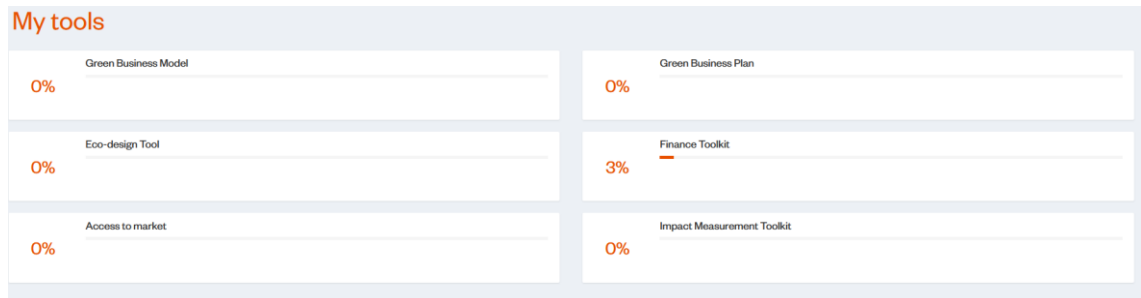 My tools
Green Business Model
0%
Green Business Plan
0%
Eco-design Tool
0%
Finance Toolkit
3%
Access to market
0%
Impact Measurement Toolkit
0%